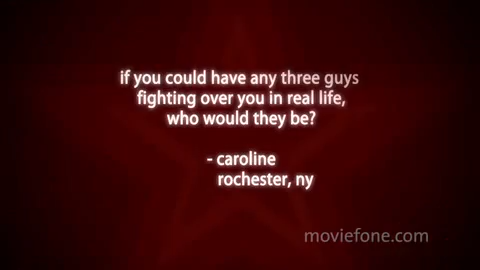 if you could have any three guys
fighting over you in real life,
who would they be?
- caroline
rochester, ny
moviefone.com